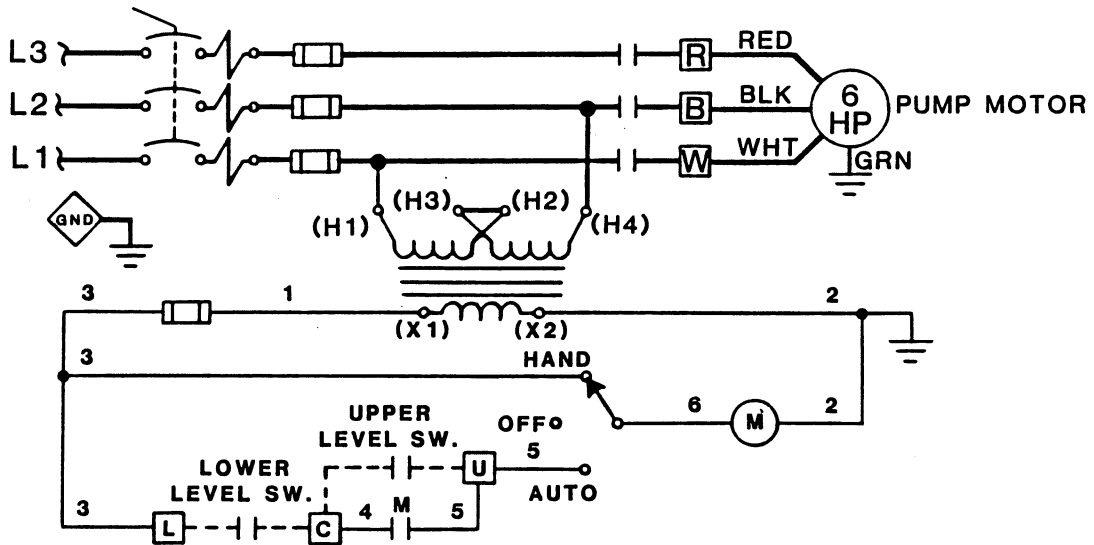 L3 R RED
L2 B BLK 6 HP PUMP MOTOR
L1 W WHT GRN
GND
(H1) (H3) (H2) (H4)
3 1 (X1) (X2) 2
3 HAND
6 M 2
UPPER
LEVEL SW.
OFF
5
AUTO
LOWER
LEVEL SW.
U
3 L C 4 M 5